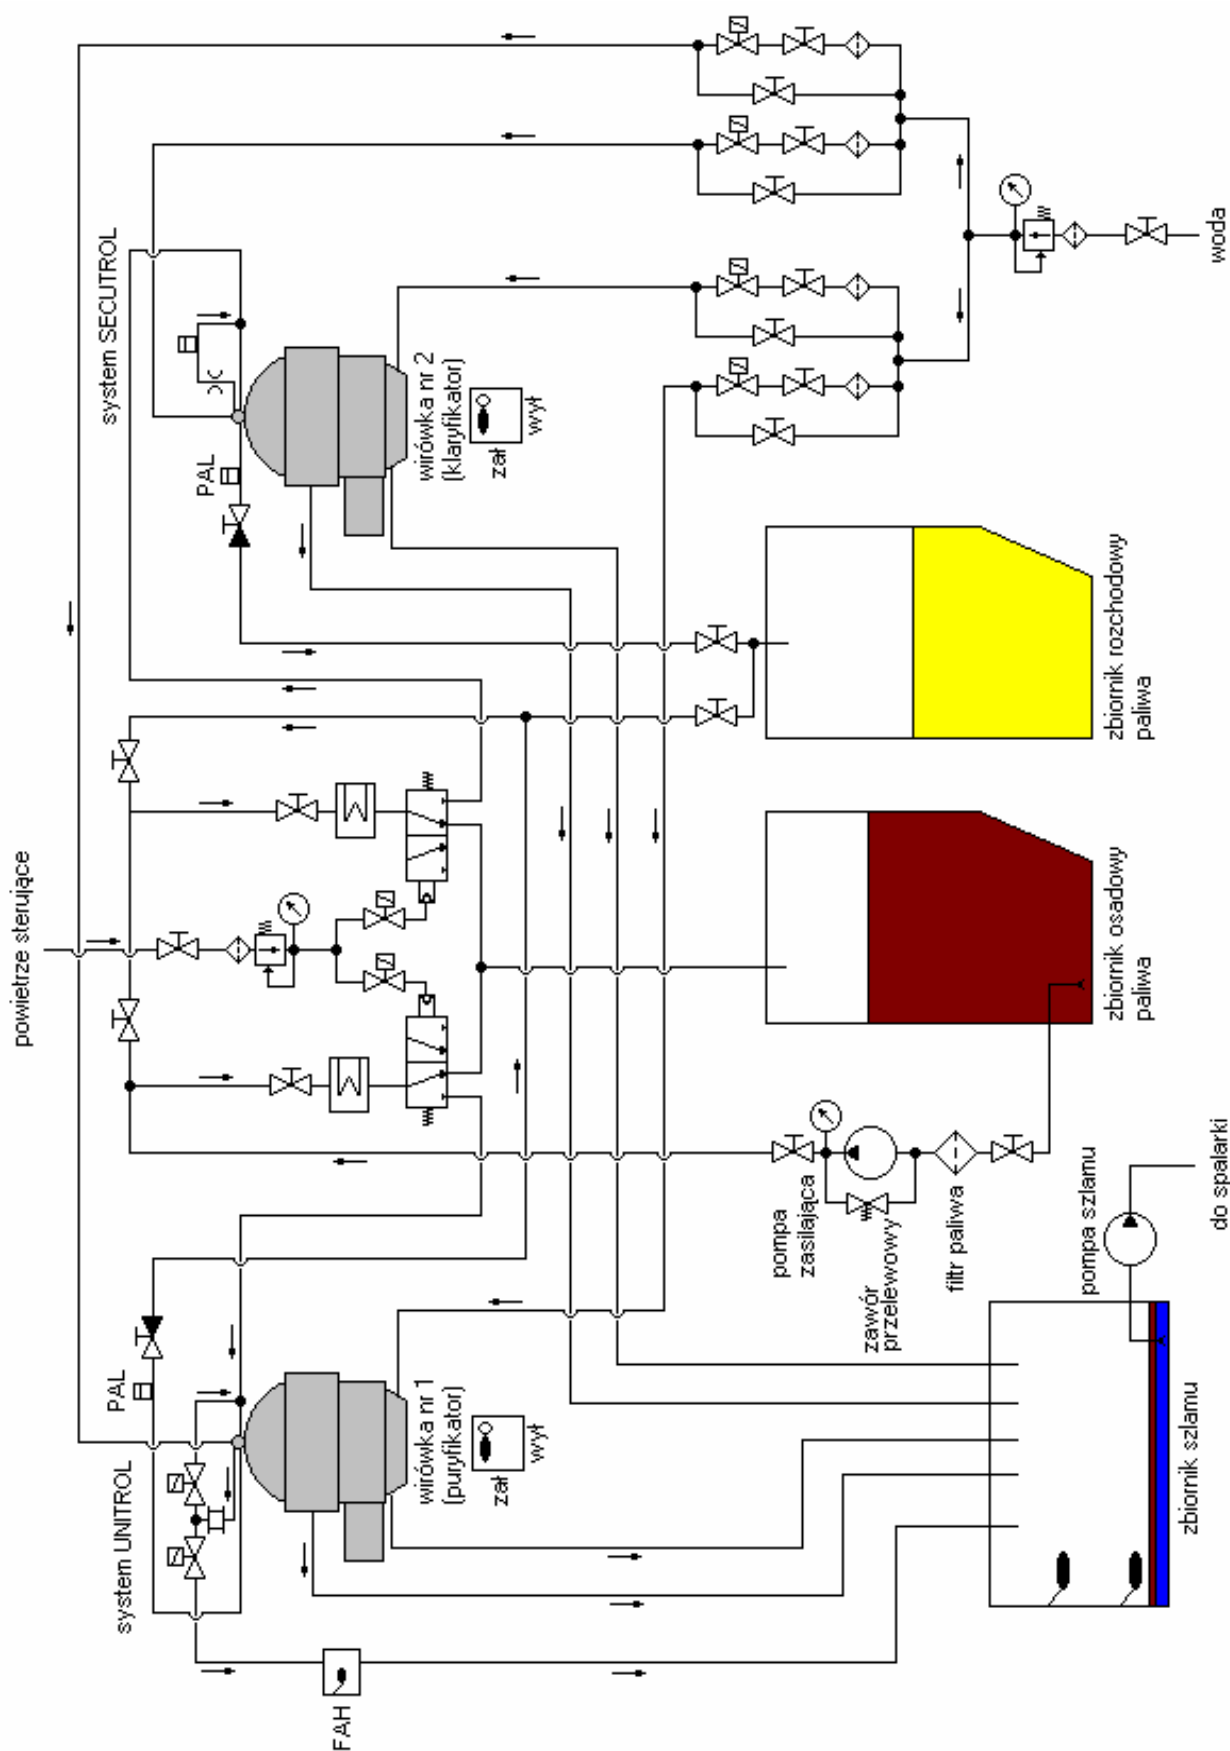 powietrze sterujące
system UNITROL
system SECUTROL
PAL
PAL
FAH
wirówka nr 1
(puryfikator)
zał
wył
wirówka nr 2
(klaryfikator)
zał
wył
pompa
zasilająca
zawór
przelewowy
filtr paliwa
pompa szlamu
do spalarki
zbiornik szlamu
zbiornik osadowy
paliwa
zbiornik rozchodowy
paliwa
woda